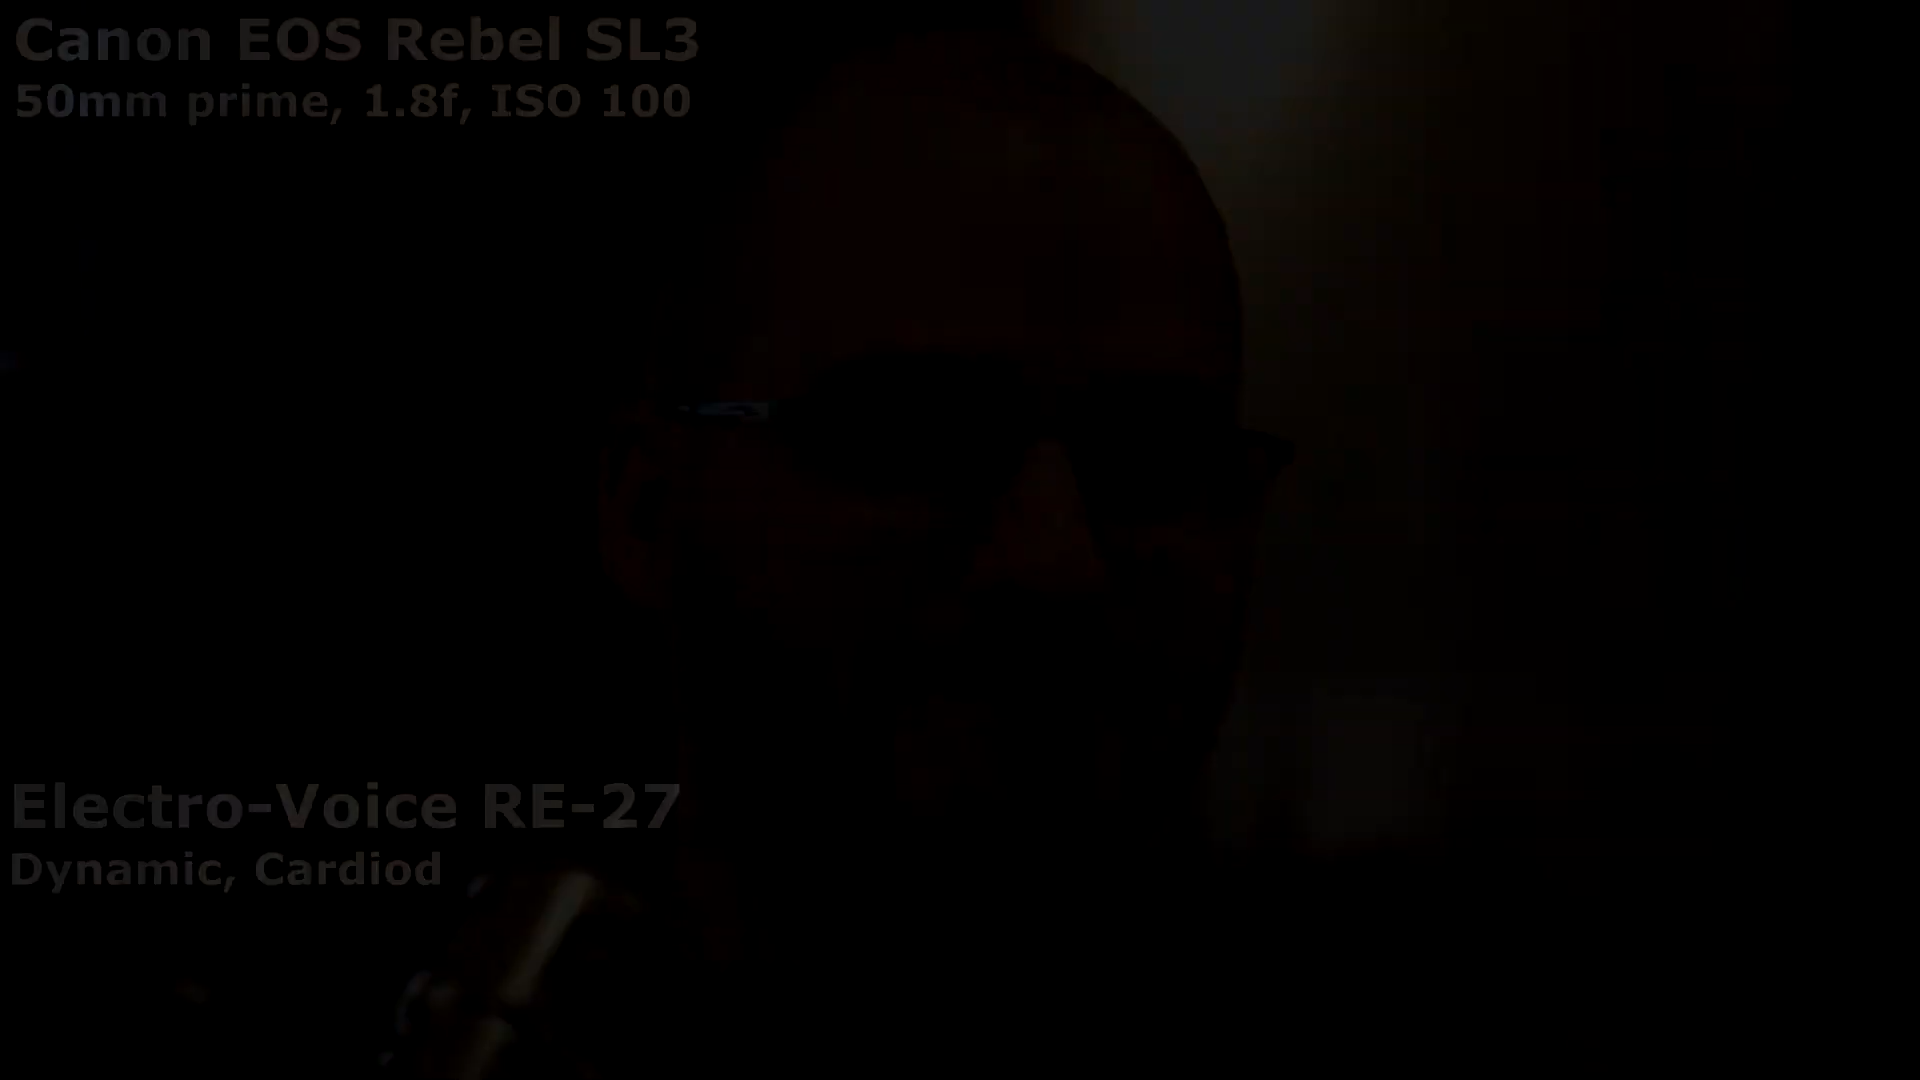 Canon EOS Rebel SL3
50mm prime, 1.8f, ISO 100
Electro-Voice RE-27
Dynamic, Cardiod